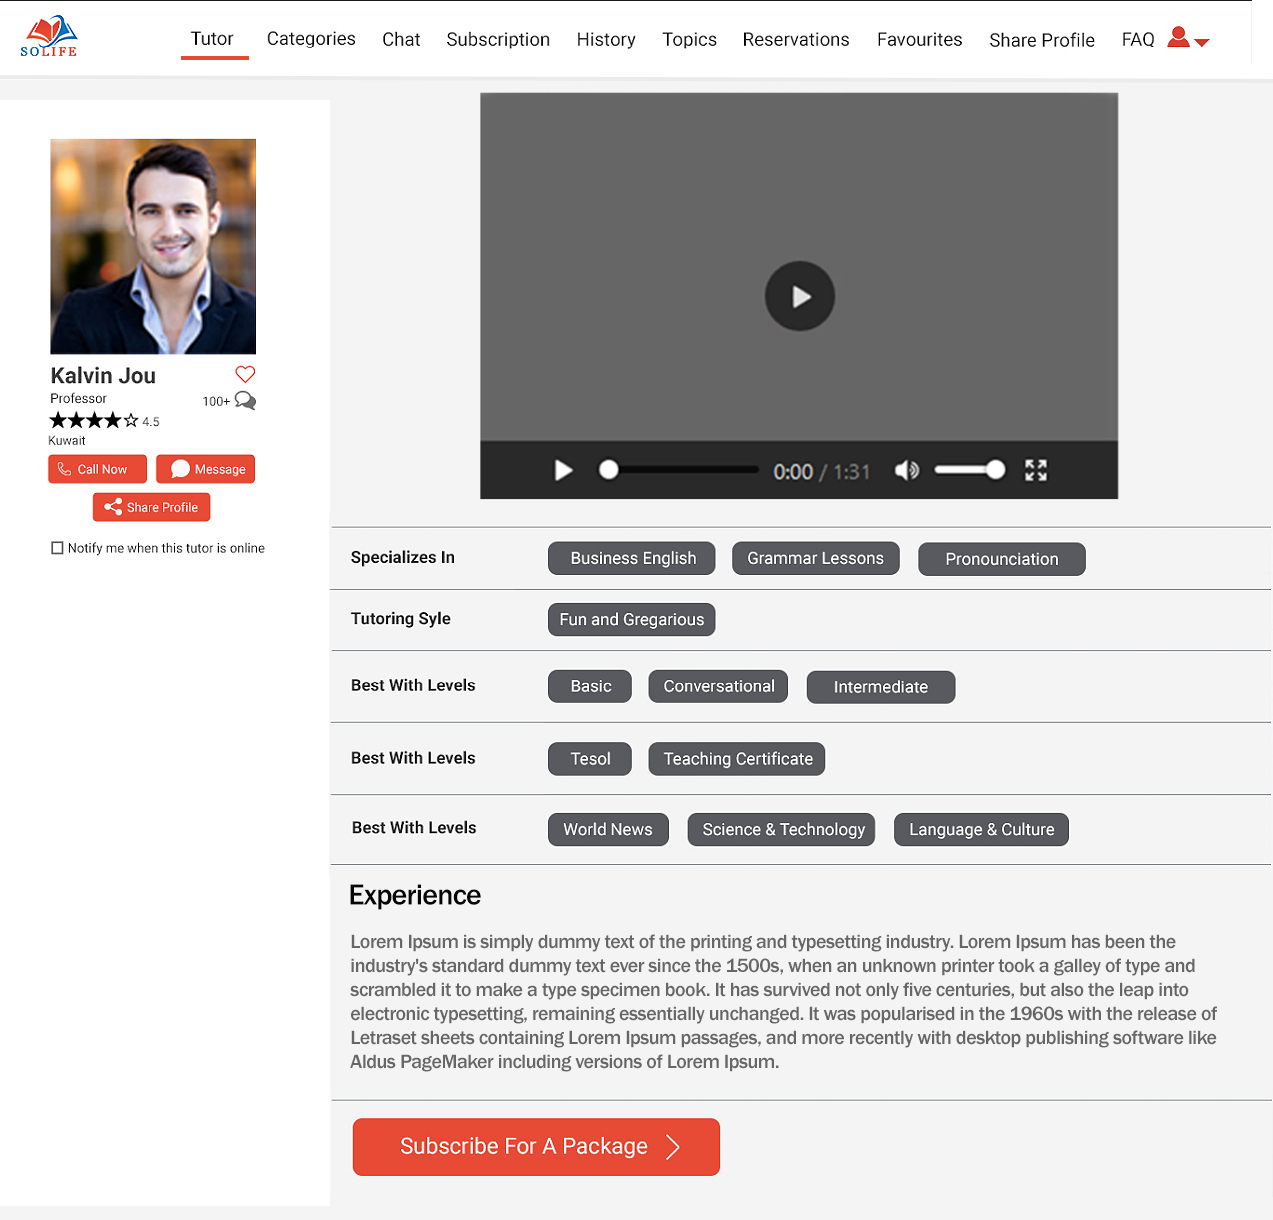 SOLIFE
Tutor Categories Chat Subscription History Topics Reservations Favourites Share Profile FAQ
Kalvin Jou
Professor
100+
4.5
Kuwait
Call Now Message
Share Profile
Notify me when this tutor is online
0:00 / 1:31
Specializes In Business English Grammar Lessons Pronounciation
Tutoring Syle Fun and Gregarious
Best With Levels Basic Conversational Intermediate
Best With Levels Tesol Teaching Certificate
Best With Levels World News Science & Technology Language & Culture
Experience
Lorem Ipsum is simply dummy text of the printing and typesetting industry. Lorem Ipsum has been the
industry's standard dummy text ever since the 1500s, when an unknown printer took a galley of type and
scrambled it to make a type specimen book. It has survived not only five centuries, but also the leap into
electronic typesetting, remaining essentially unchanged. It was popularised in the 1960s with the release of
Letraset sheets containing Lorem Ipsum passages, and more recently with desktop publishing software like
Aldus PageMaker including versions of Lorem Ipsum.
Subscribe For A Package